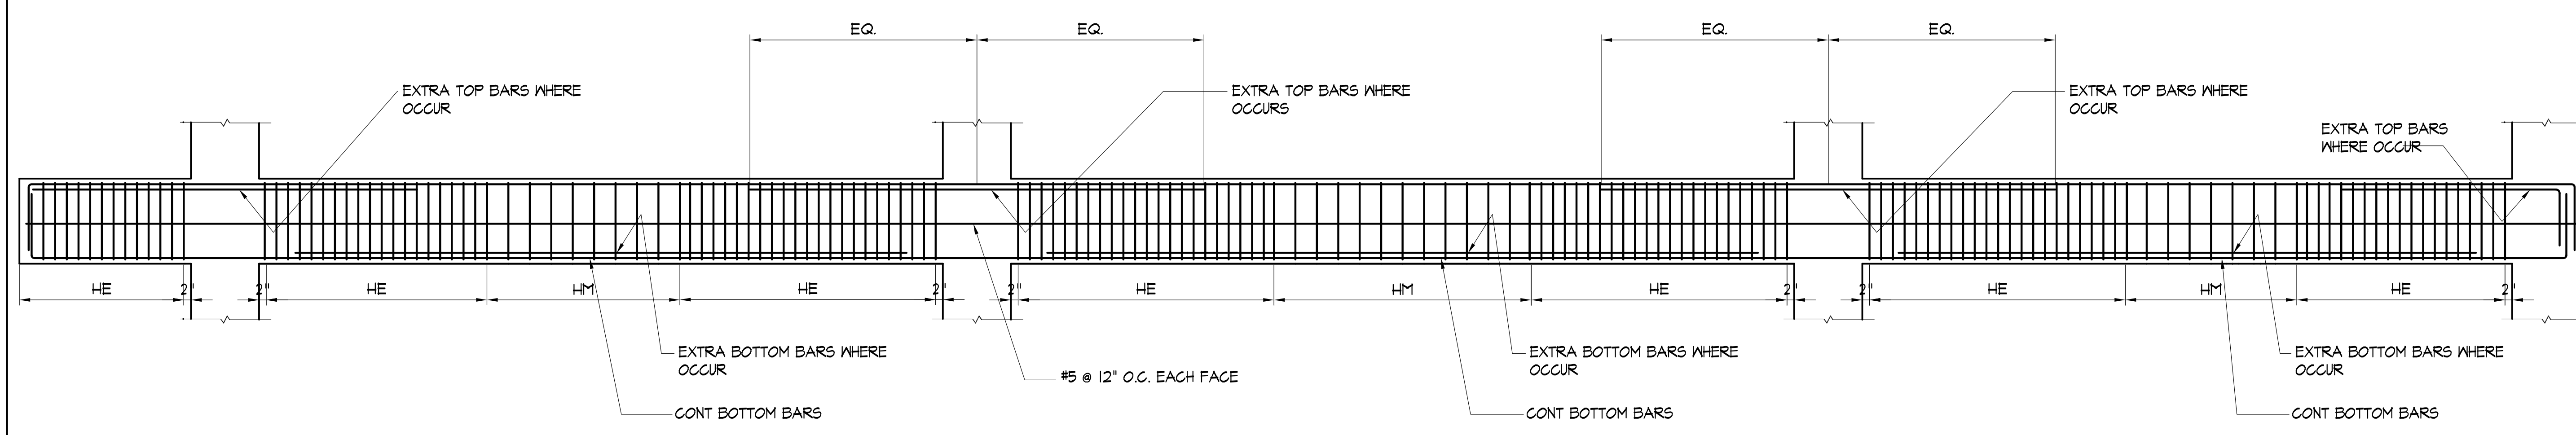 EQ.
EQ.
EQ.
EQ.
EXTRA TOP BARS WHERE
OCCUR
EXTRA TOP BARS WHERE
OCCURS
EXTRA TOP BARS WHERE
OCCUR
EXTRA TOP BARS
WHERE OCCUR
HE
2"
2"
HE
HM
HE
2"
2"
HE
HM
HE
2"
2"
HE
HM
HE
2"
EXTRA BOTTOM BARS WHERE
OCCUR
#5 @ 12" O.C. EACH FACE
CONT BOTTOM BARS
EXTRA BOTTOM BARS WHERE
OCCUR
CONT BOTTOM BARS
EXTRA BOTTOM BARS WHERE
OCCUR
CONT BOTTOM BARS